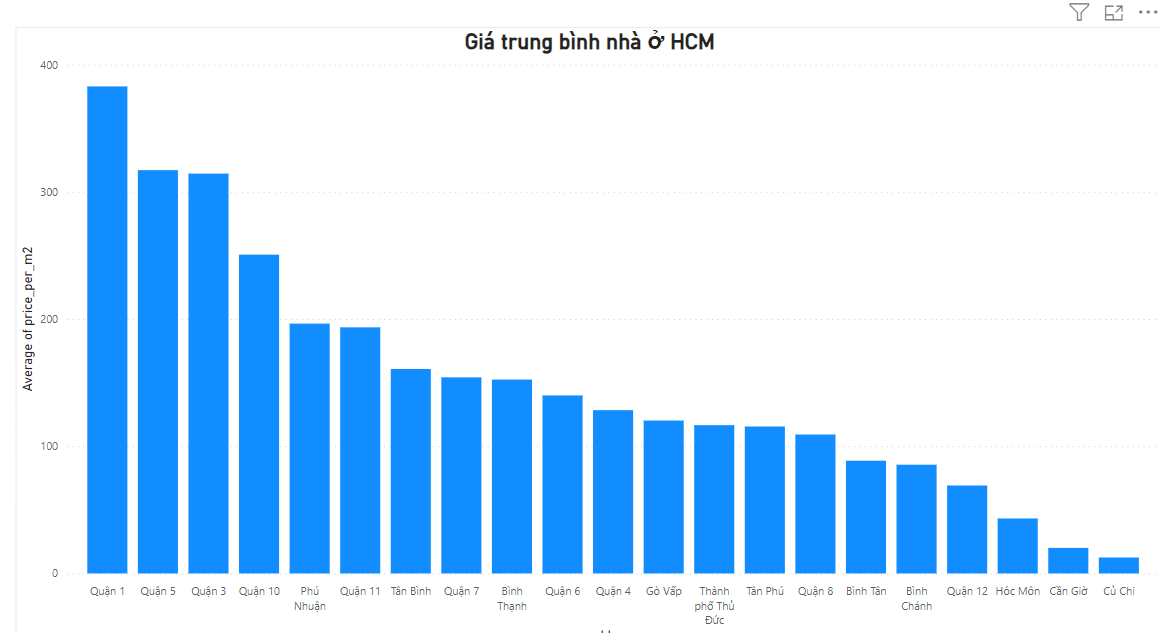 Giá trung bình nhà Ở HCM
400
300
200
100
0
Average of price_per_m2
Quận 1
Quận 5
Quận 3
Quận 10
Phú
Nhuận
Quận 11
Tân Bình
Quận 7
Bình
Thạnh
Quận 6
Quận 4
Gò Vấp
Thành
phố Thủ
Đức
Tân Phú
Quận 8
Bình Tân
Bình
Chánh
Quận 12
Hóc Môn
Cần Giờ
Củ Chi